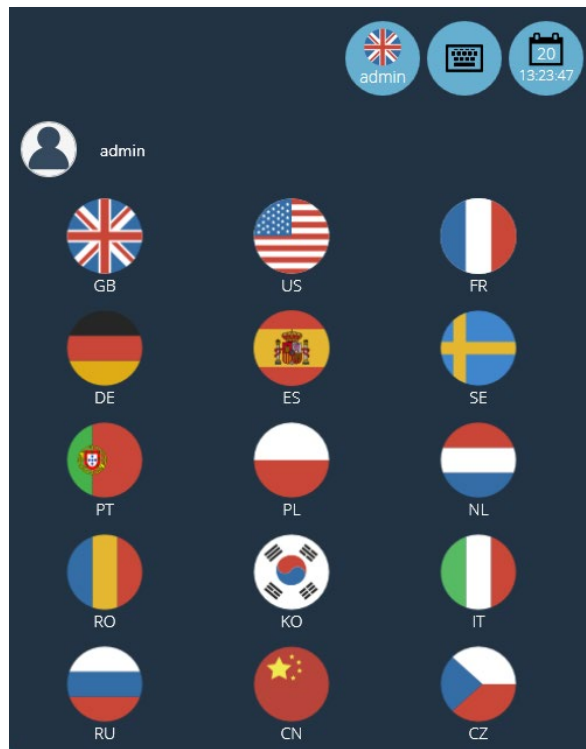 admin
20
13:23:47
admin
GB
US
FR
DE
ES
SE
PT
PL
NL
RO
KO
IT
RU
CN
CZ